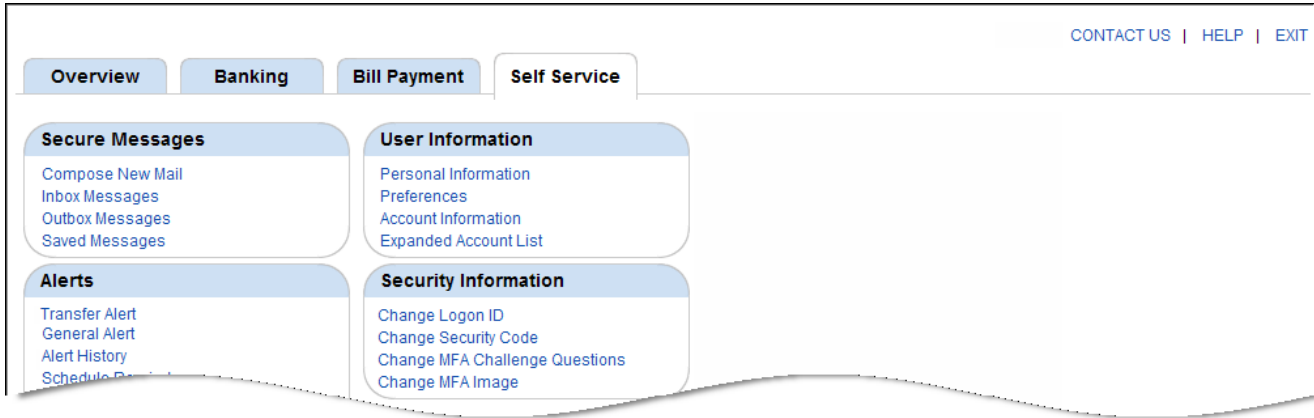 CONTACT US | HELP | EXIT
Overview Banking Bill Payment Self Service
Secure Messages
Compose New Mail
Inbox Messages
Outbox Messages
Saved Messages
User Information
Personal Information
Preferences
Account Information
Expanded Account List
Alerts
Transfer Alert
General Alert
Alert History
Schedule
Security Information
Change Logon ID
Change Security Code
Change MFA Challenge Questions
Change MFA Image